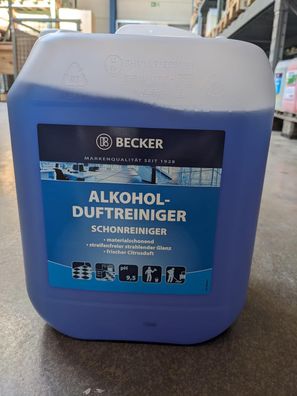 BECKER
MARKENQUALITÄT SEIT 1928
ALKOHOL-
DUFTREINIGER
SCHONREINIGER
• materialschonend
• streifenfreier strahlender Glanz
• frischer Citrusduft
pH
9,5